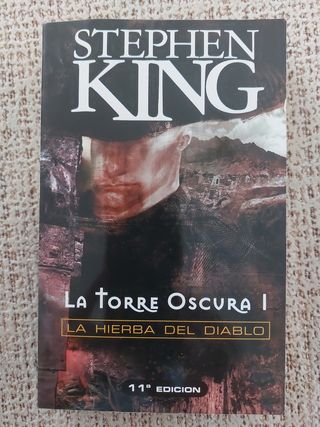 STEPHEN
KING
LA TORRE OSCURA I
LA HIERBA DEL DIABLO
11ª EDICION